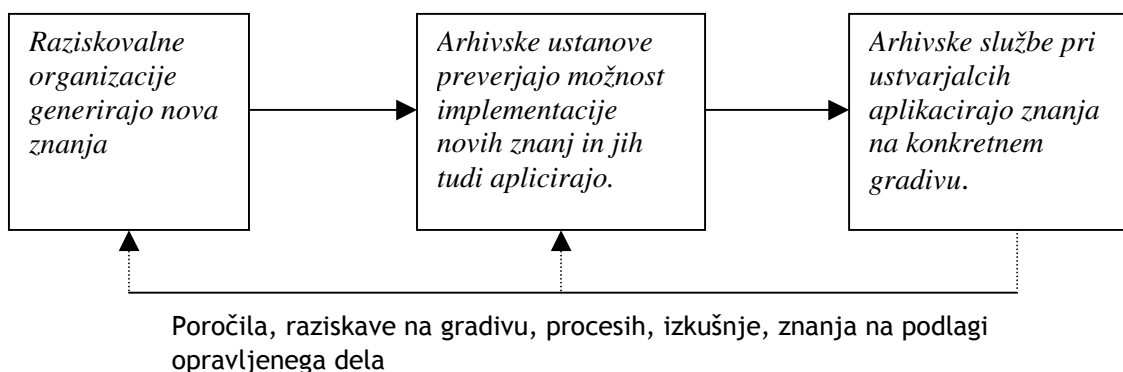 Raziskovalne
organizacije
generirajo nova
znanja
Arhivske ustanove
preverjajo možnost
implementacije
novih znanj in jih
tudi aplicirajo.
Arhivske službe pri
ustvarjalcih
aplikacirajo znanja
na konkretnem
gradivu.
Poročila, raziskave na gradivu, procesih, izkušnje, znanja na podlagi
opravljenega dela